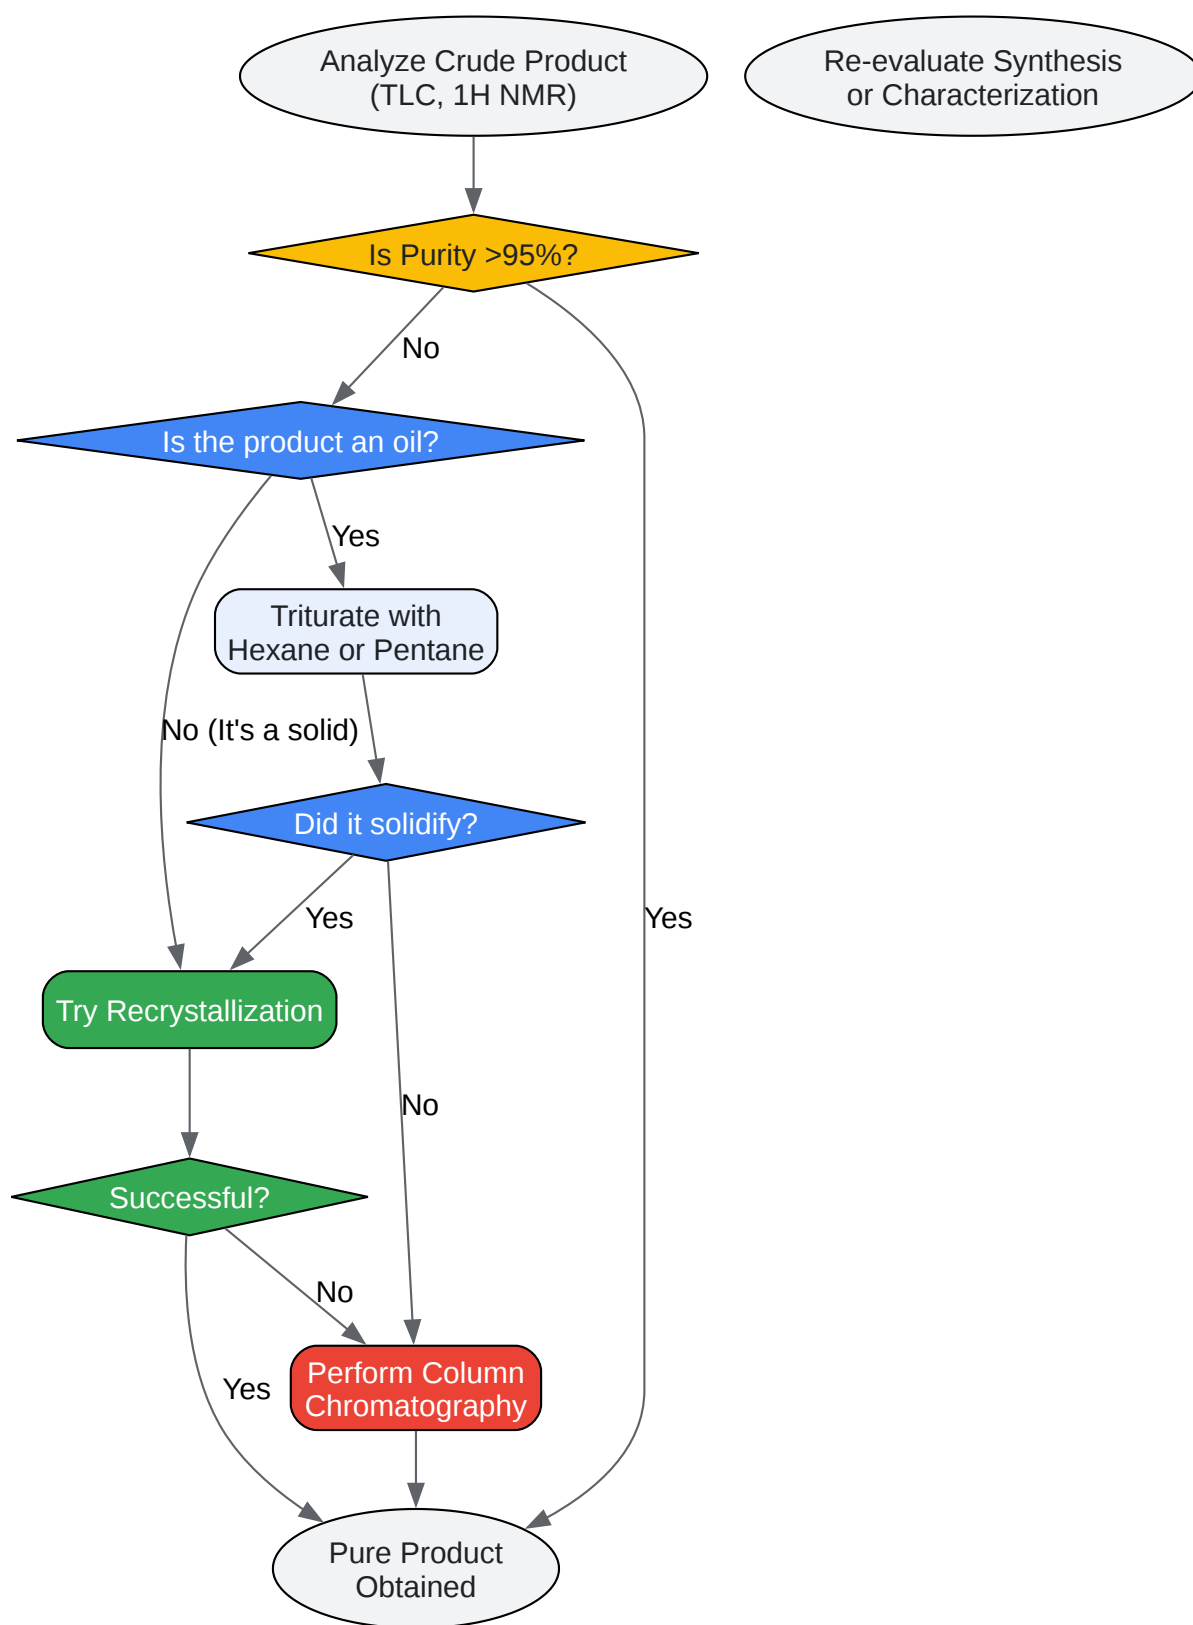 Analyze Crude Product
(TLC, 1H NMR)
Re-evaluate Synthesis
or Characterization
Is Purity >95%?
No
Is the product an oil?
Yes
Triturate with
Hexane or Pentane
No (It's a solid)
Did it solidify?
Yes
Yes
Try Recrystallization
No
Successful?
No
Perform Column
Chromatography
Yes
Pure Product
Obtained